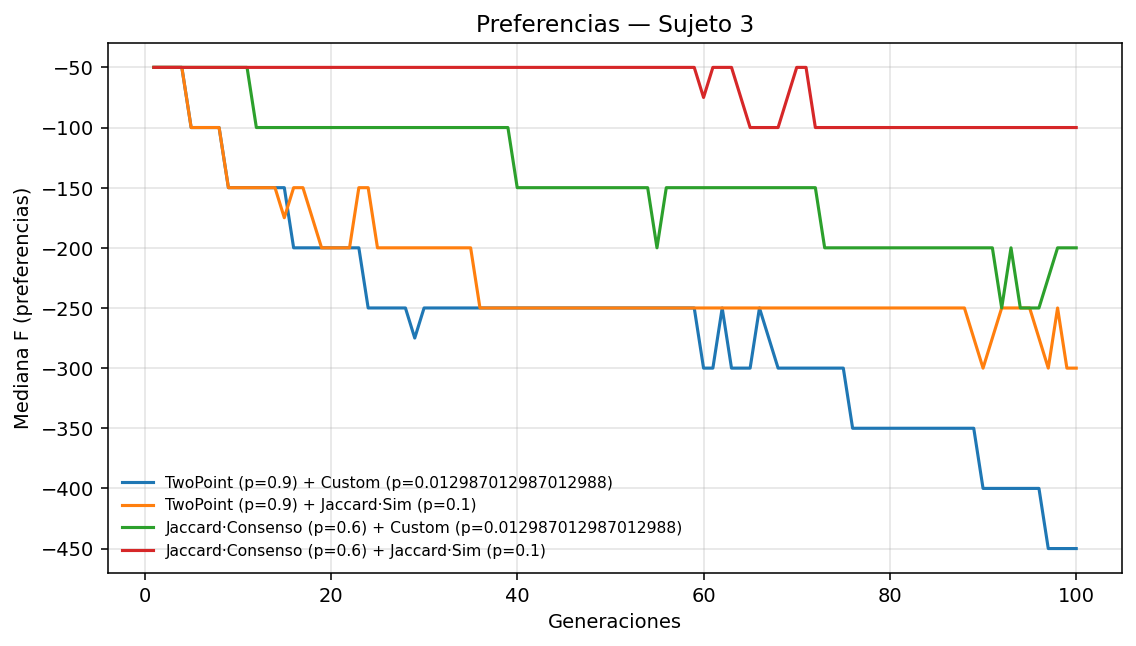 Preferencias — Sujeto 3
Mediana F (preferencias)
−50
−100
−150
−200
−250
−300
−350
−400
−450
TwoPoint (p=0.9) + Custom (p=0.012987012987012988)
TwoPoint (p=0.9) + Jaccard·Sim (p=0.1)
Jaccard·Consenso (p=0.6) + Custom (p=0.012987012987012988)
Jaccard·Consenso (p=0.6) + Jaccard·Sim (p=0.1)
0 20 40 60 80 100
Generaciones